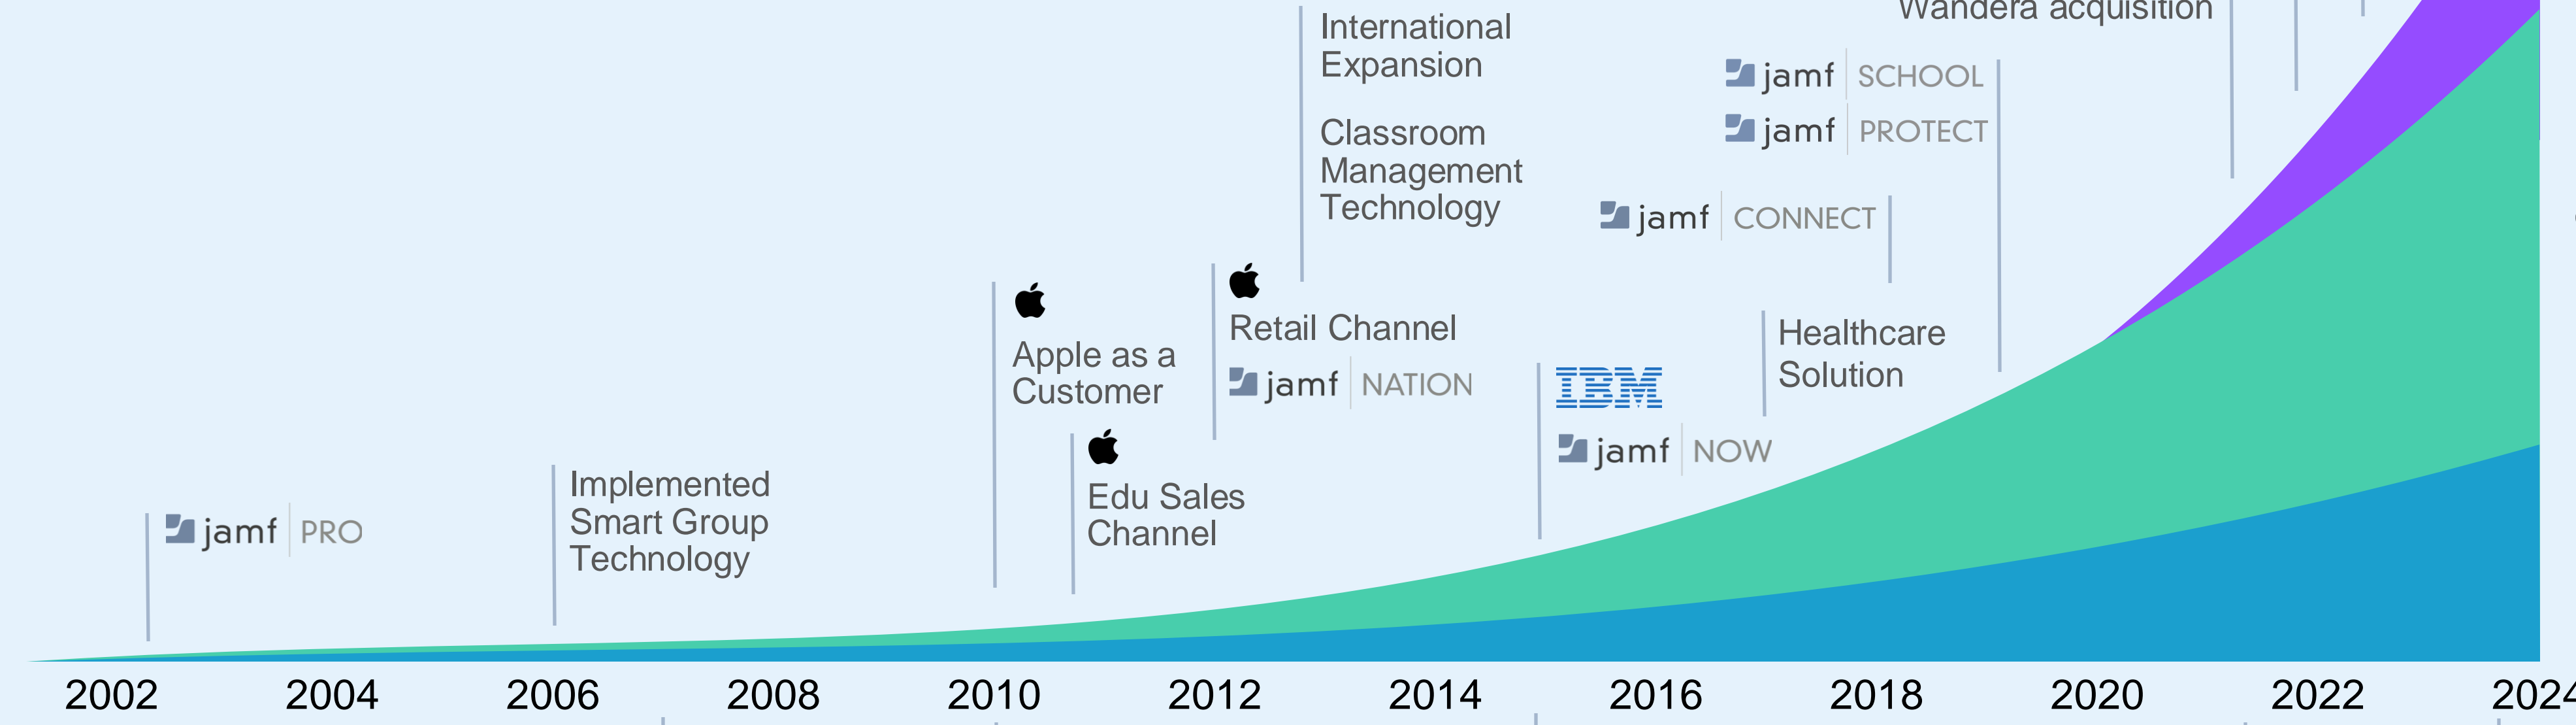 Wandera acquisition
International
Expansion
jamf | SCHOOL
Classroom
Management
Technology
jamf | PROTECT
jamf | CONNECT
Apple as a
Customer
Retail Channel
jamf | NATION
Healthcare
Solution
IBM
jamf | NOW
Edu Sales
Channel
Implemented
Smart Group
Technology
jamf | PRO
2002 2004 2006 2008 2010 2012 2014 2016 2018 2020 2022 2024